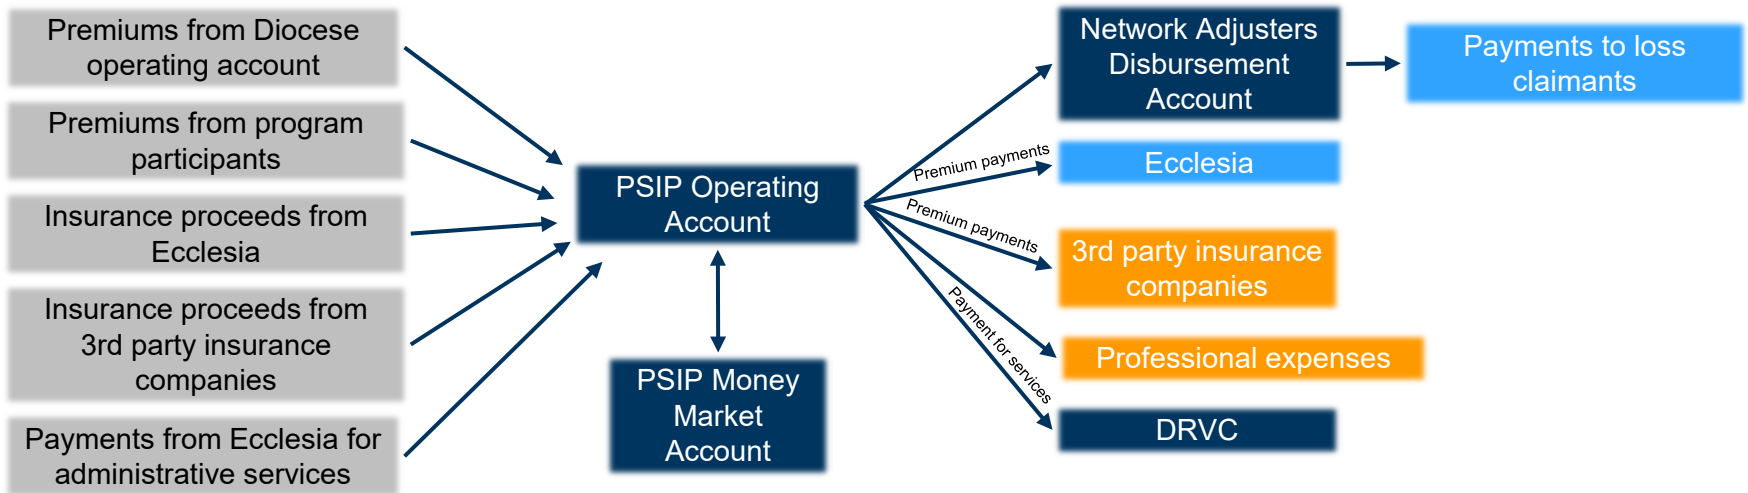 Premiums from Diocese
operating account
Premiums from program
participants
Insurance proceeds from
Ecclesia
Insurance proceeds from
3rd party insurance
companies
Payments from Ecclesia for
administrative services
PSIP Operating
Account
PSIP Money
Market
Account
Premium payments
Premium payments
Payment for services
Network Adjusters
Disbursement
Account
Payments to loss
claimants
Ecclesia
3rd party insurance
companies
Professional expenses
DRVC